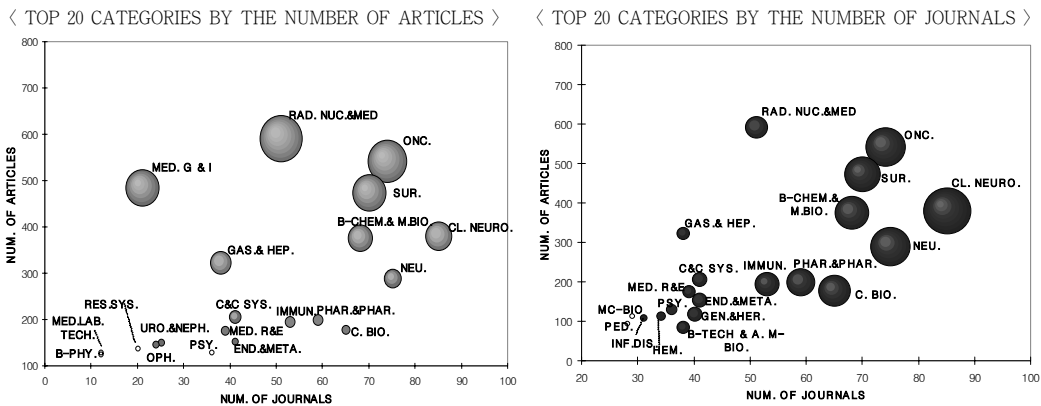 〈 TOP 20 CATEGORIES BY THE NUMBER OF ARTICLES 〉
800
700
600
500
400
300
200
100
NUM. OF ARTICLES
RAD. NUC.&MED
ONC.
MED. G & I
SUR.
B-CHEM.& M.BIO.
CL. NEURO.
GAS.& HEP.
NEU.
RES.SYS.
C&C SYS.
IMMUN.
PHAR.&PHAR.
MED.LAB.
TECH.
URO.&NEPH.
MED. R&E
C. BIO.
B-PHY.
OPH.
PSY.
END.&META.
0 10 20 30 40 50 60 70 80 90 100
NUM. OF JOURNALS
〈 TOP 20 CATEGORIES BY THE NUMBER OF JOURNALS 〉
800
700
600
500
400
300
200
100
0
NUM. OF ARTICLES
RAD. NUC.&MED
ONC.
SUR.
CL. NEURO.
B-CHEM.&
M.BIO.
GAS.& HEP.
NEU.
C&C SYS.
IMMUN.
PHAR.&PHAR.
MED. R&E
C. BIO.
MC-BIO
PSY.
END.&META.
PED.
GEN.&HER.
INF.DIS.
HEM.
B-TECH & A. M-
BIO.
20 30 40 50 60 70 80 90 100
NUM. OF JOURNALS